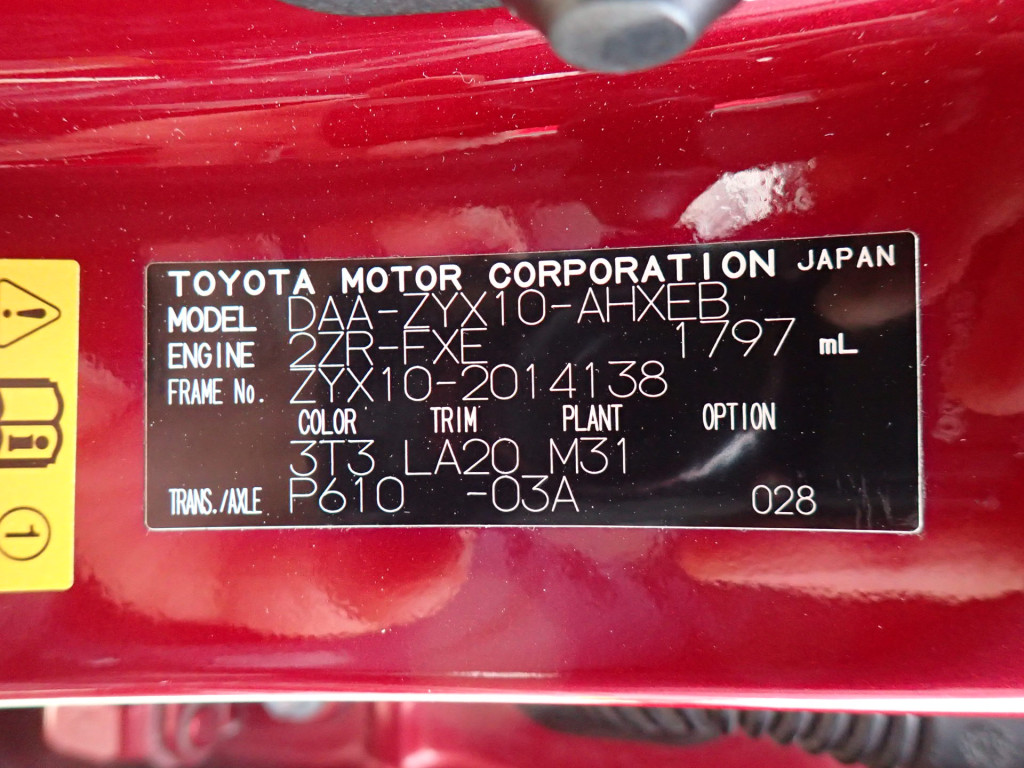 TOYOTA MOTOR CORPORATION JAPAN
MODEL DAA-ZYX10-AHXEB
ENGINE 2ZR-FXE 1797 mL
FRAME No. ZYX10-2014138
COLOR TRIM PLANT OPTION
3T3 LA20 M31
TRANS./AXLE P610 -03A 028
!
i
1